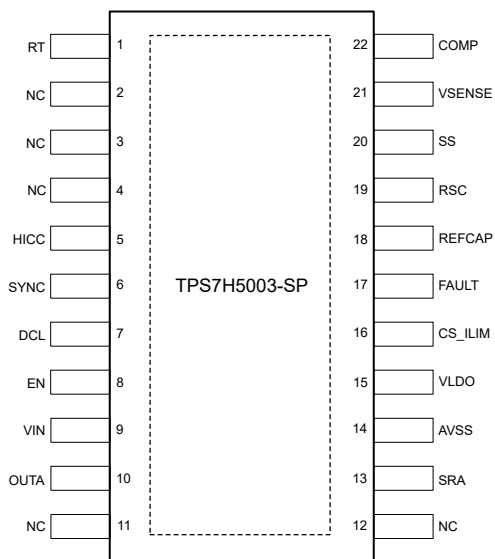 RT 1 22 COMP
NC 2 21 VSENSE
NC 3 20 SS
NC 4 19 RSC
HICC 5 18 REFCAP
SYNC 6 TPS7H5003-SP 17 FAULT
DCL 7 16 CS_ILIM
EN 8 15 VLDO
VIN 9 14 AVSS
OUTA 10 13 SRA
NC 11 12 NC